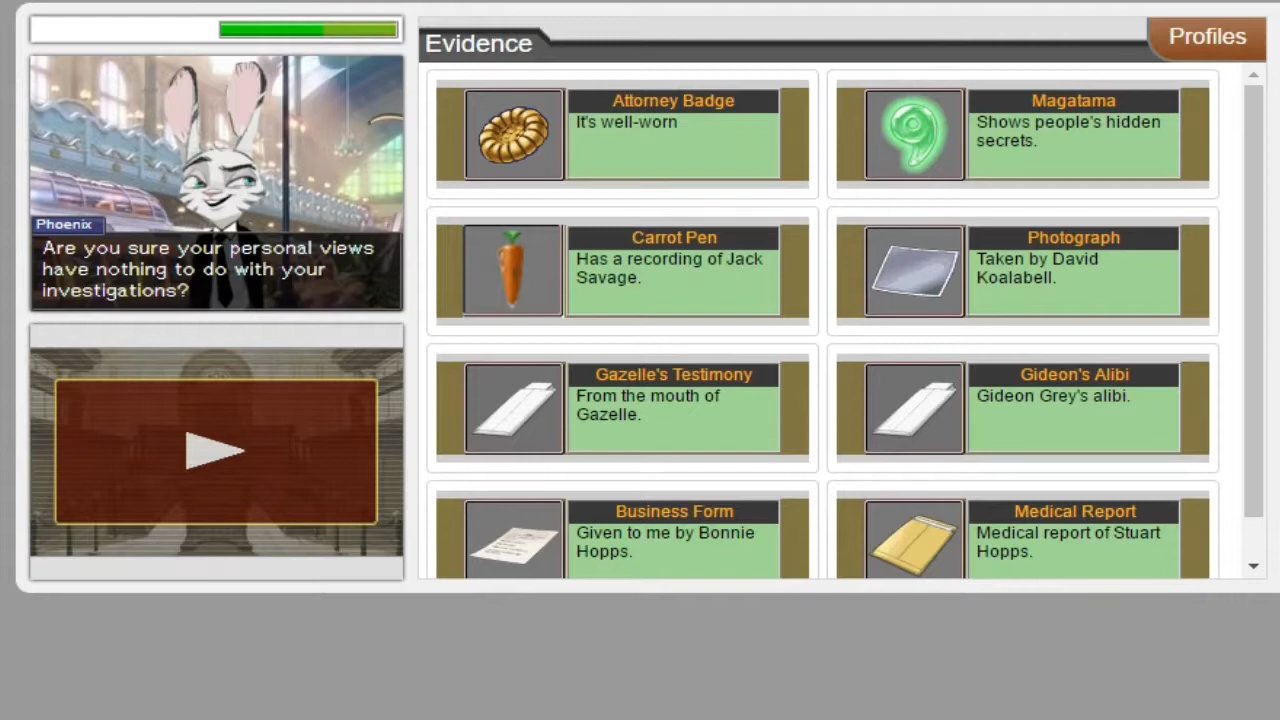 Evidence
Profiles
Phoenix
Are you sure your personal views
have nothing to do with your
investigations?
Attorney Badge
It's well-worn
Magatama
Shows people's hidden
secrets.
Carrot Pen
Has a recording of Jack
Savage.
Photograph
Taken by David
Koalabell.
Gazelle's Testimony
From the mouth of
Gazelle.
Gideon's Alibi
Gideon Grey's alibi.
Business Form
Given to me by Bonnie
Hopps.
Medical Report
Medical report of Stuart
Hopps.